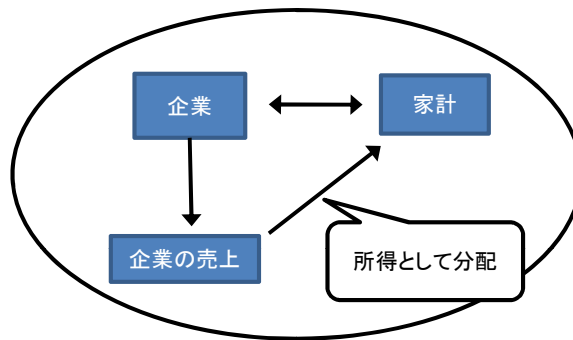 企業
家計
企業の売上
所得として分配